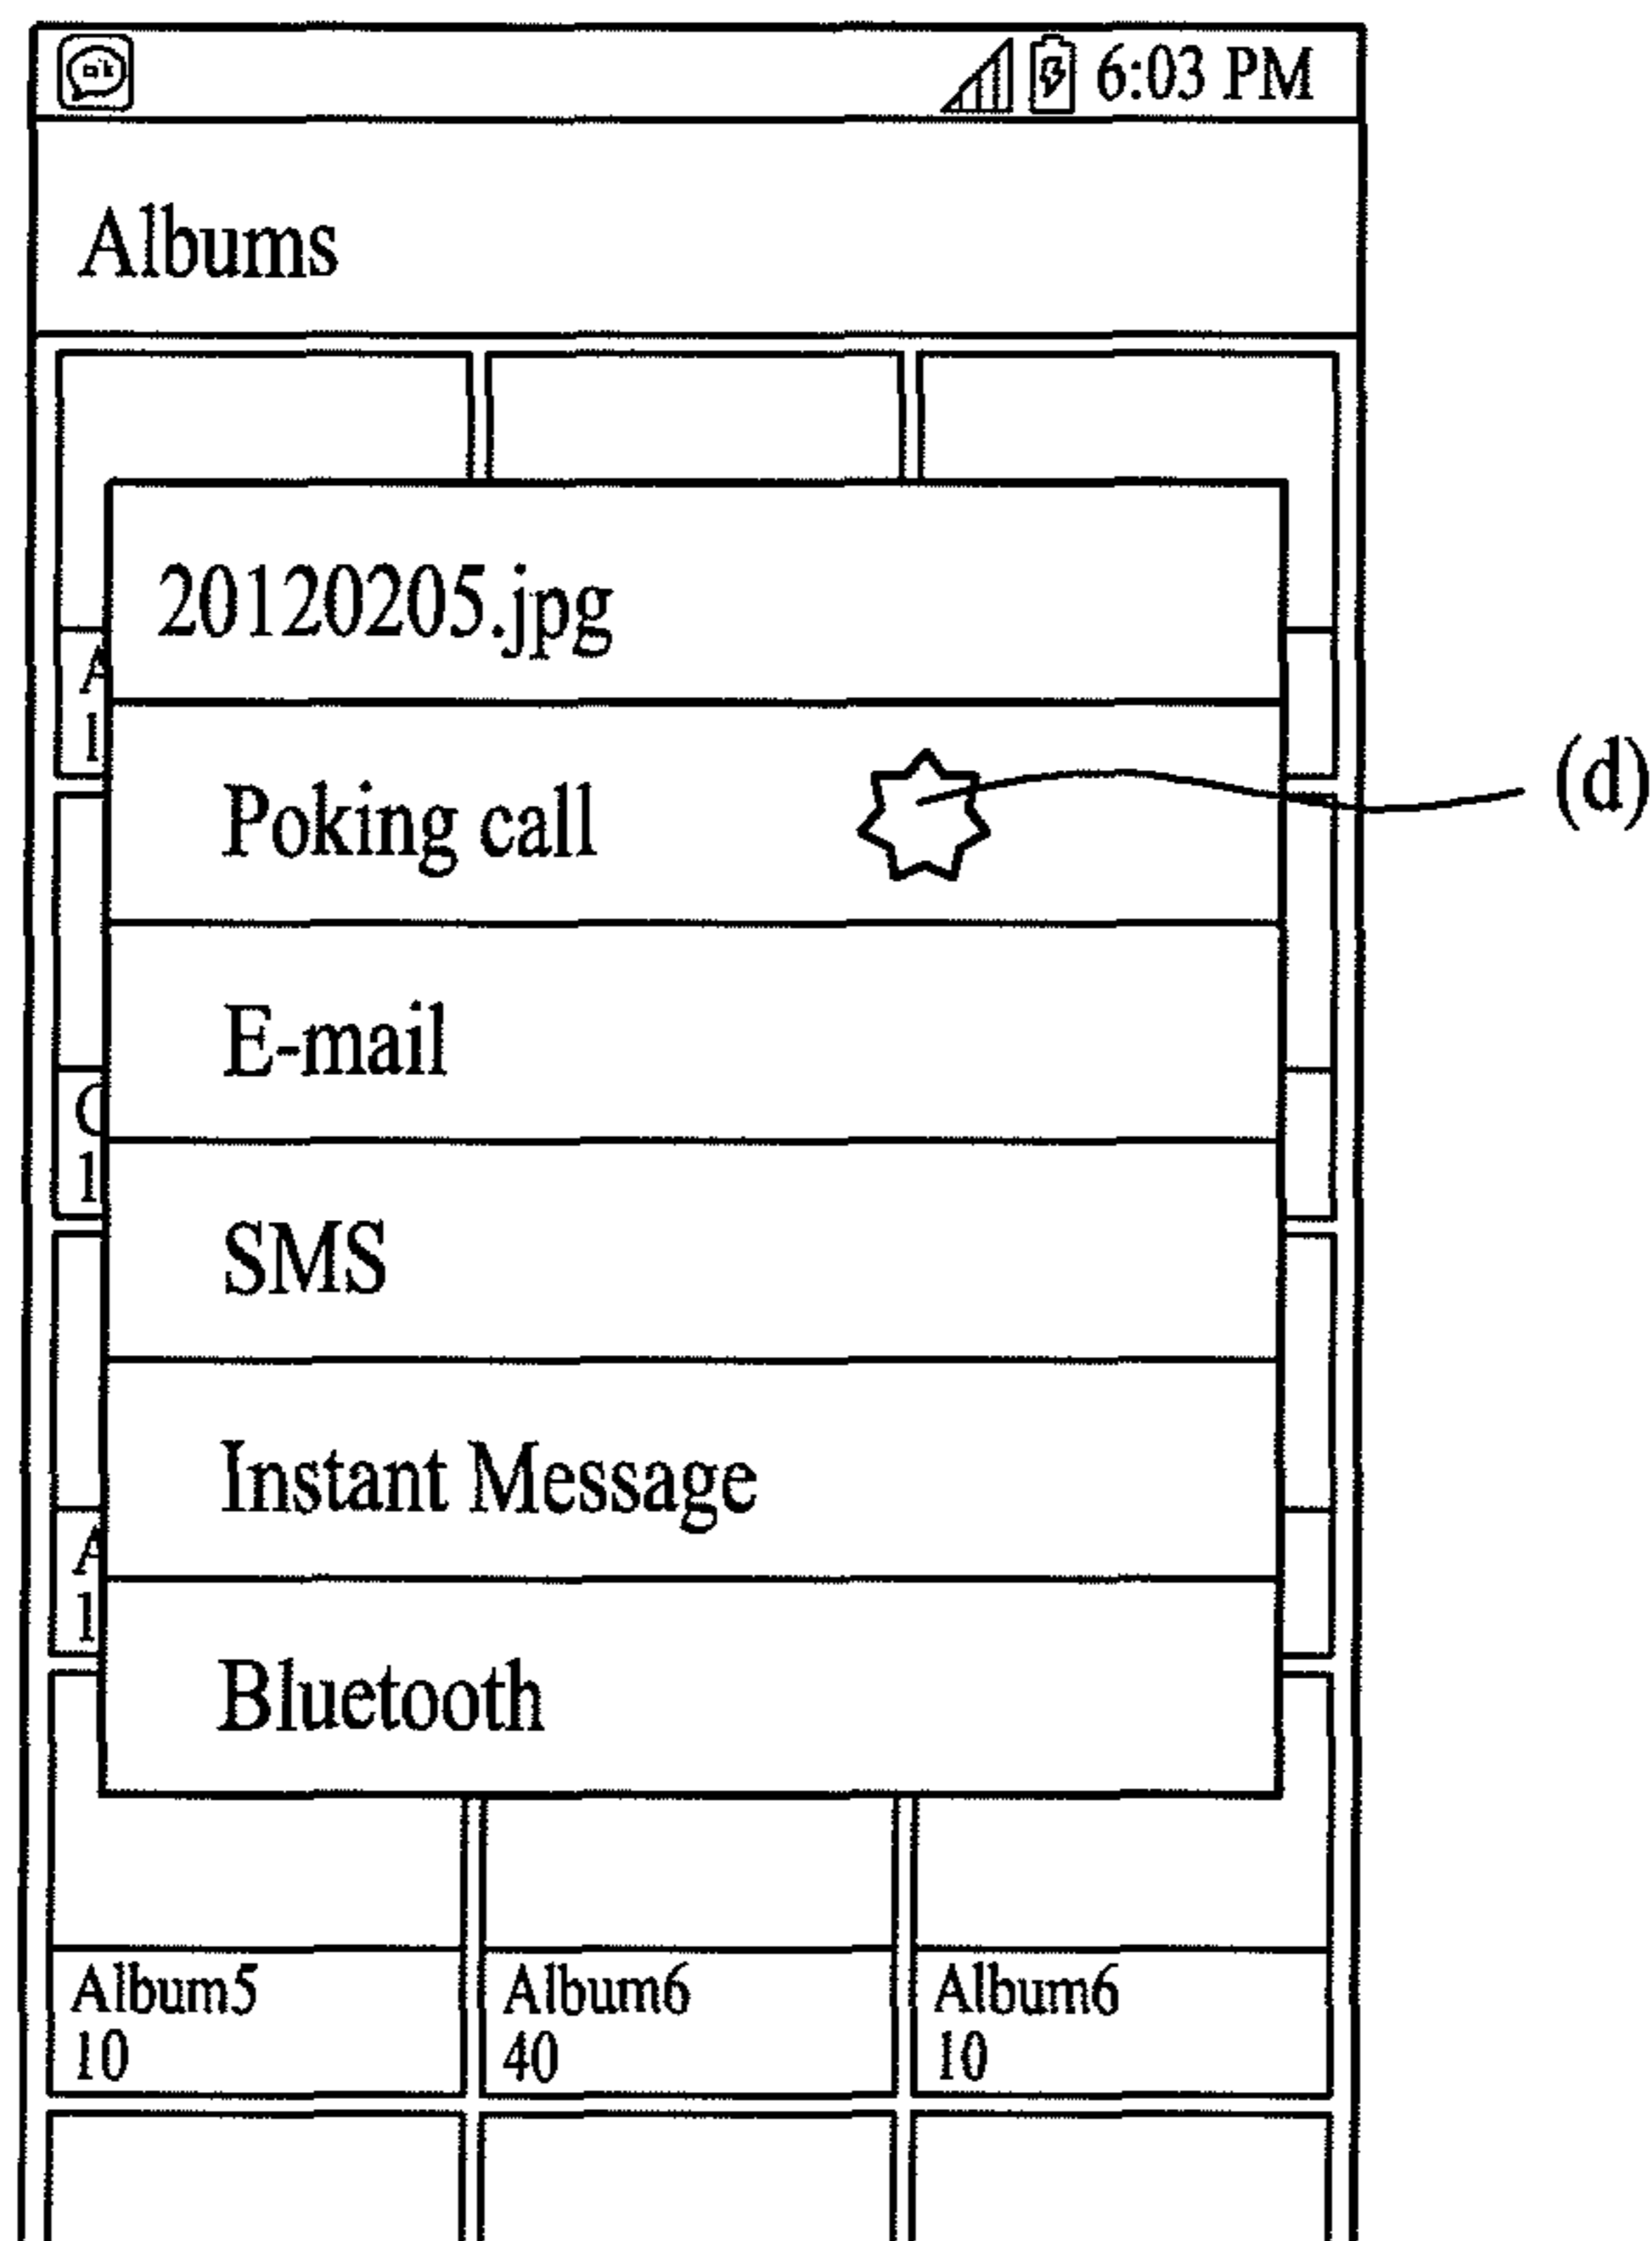 6:03 PM
Albums
20120205.jpg
Poking call
(d)
E-mail
SMS
Instant Message
Bluetooth
Album5
10
Album6
40
Album6
10